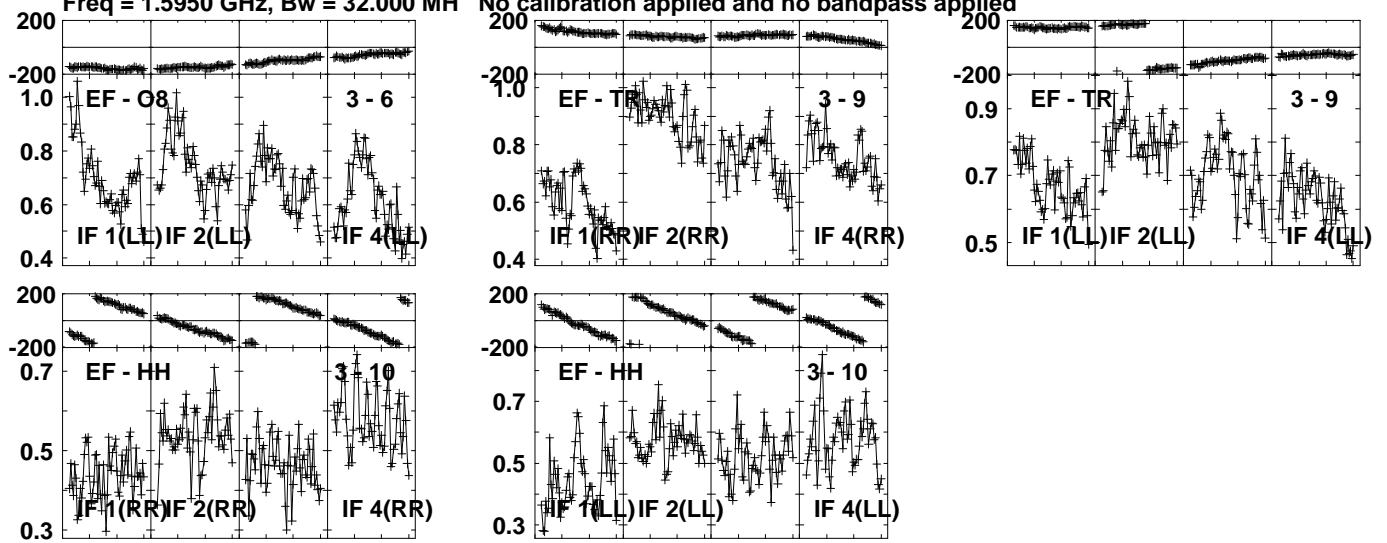 Freq = 1.5950 GHz, Bw = 32.000 MH No calibration applied and no bandpass applied
200
-200
EF - O8
3 - 6
1.0
0.8
0.6
0.4
IF 1(LL)
IF 2(LL)
IF 4(LL)
200
-200
EF - TR
3 - 9
1.0
0.8
0.6
0.4
IF 1(RR)
IF 2(RR)
IF 4(RR)
200
-200
EF - TR
3 - 9
0.9
0.7
0.5
IF 1(LL)
IF 2(LL)
IF 4(LL)
200
-200
EF - HH
3 - 10
0.7
0.5
0.3
IF 1(RR)
IF 2(RR)
IF 4(RR)
200
-200
EF - HH
3 - 10
0.7
0.5
0.3
IF 1(LL)
IF 2(LL)
IF 4(LL)